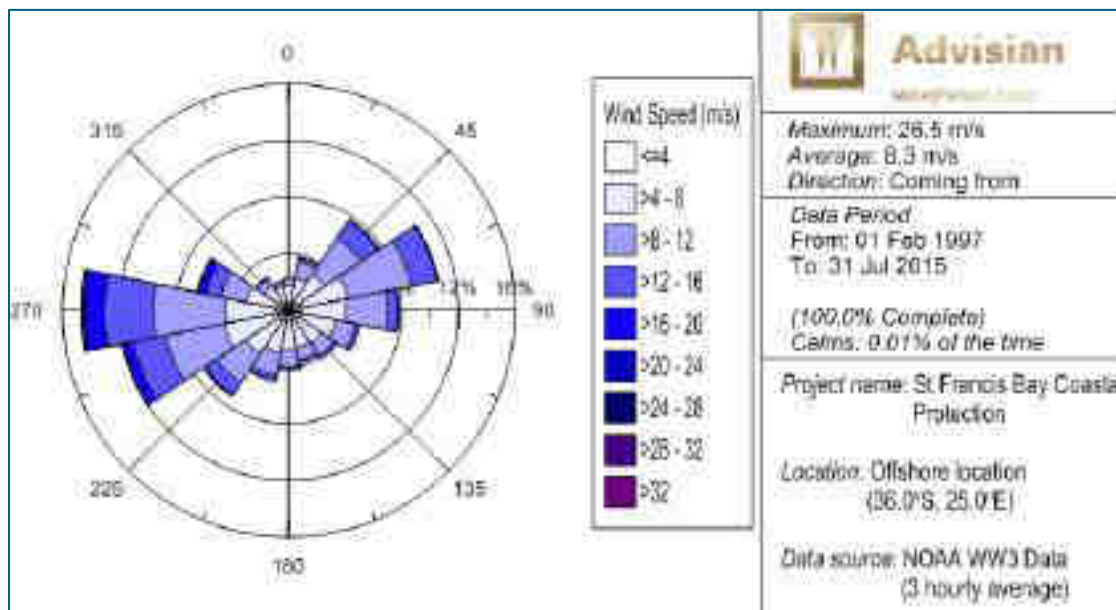 0
45
90
135
180
225
270
315
12%
16%
Wind Speed (m/s)
<=4
>4 - 8
>8 - 12
>12 - 16
>16 - 20
>20 - 24
>24 - 28
>28 - 32
>32
Advisian
Maximum: 26.5 m/s
Average: 8.3 m/s
Direction: Coming from
Data Period
From: 01 Feb 1997
To: 31 Jul 2015
(100.0% Complete)
Calms: 0.01% of the time
Project name: St Francis Bay Coasta
Protection
Location: Offshore location
(36.0°S, 25.0°E)
Data source: NOAA WW3 Data
(3 hourly average)